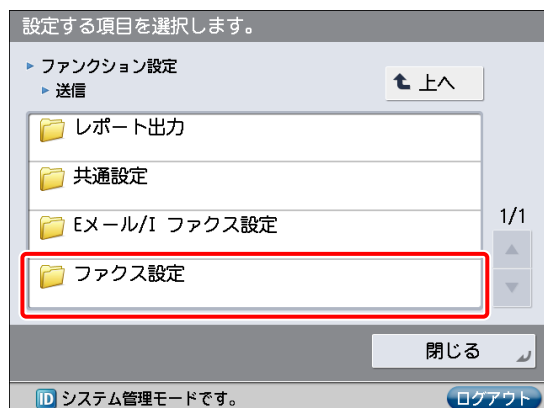 設定する項目を選択します。
ファンクション設定
送信
上へ
レポート出力
共通設定
Eメール/I ファクス設定
ファクス設定
1/1
閉じる
ID システム管理モードです。
ログアウト